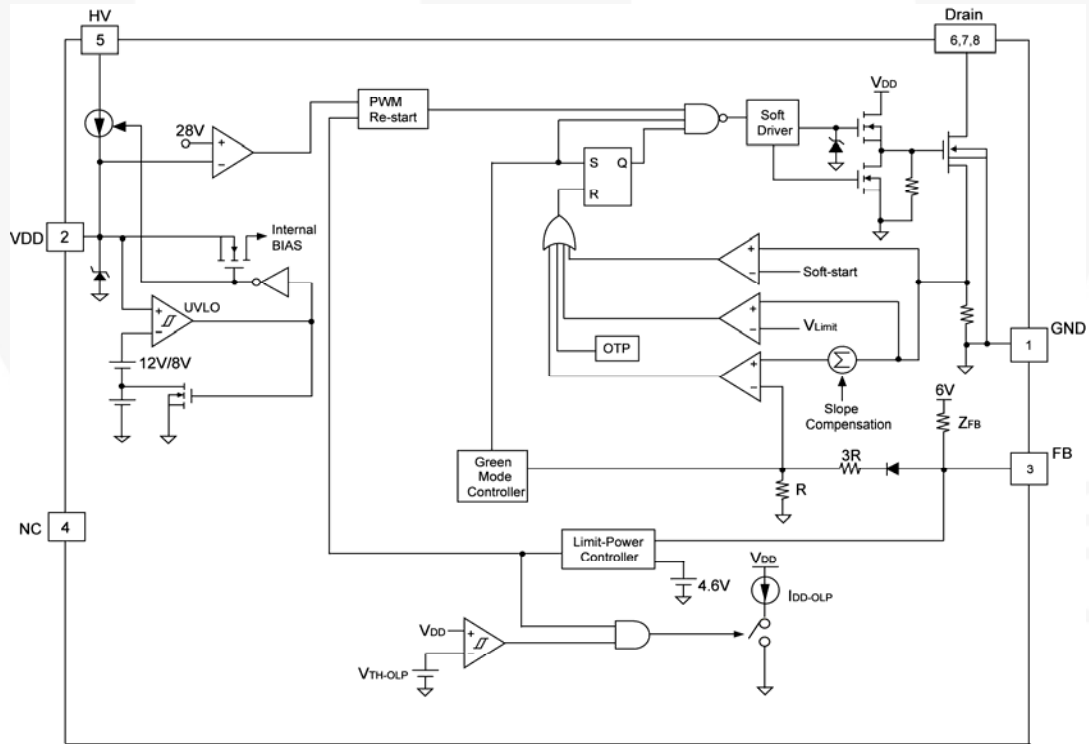 HV
5
Drain
6,7,8
VDD
PWM
Re-start
Soft
Driver
28V
+
−
S Q
R
VDD
2
Internal
BIAS
+
−
Soft-start
UVLO
+
−
+
−
VLimit
GND
1
12V/8V
OTP
+
−
Σ
Slope
Compensation
6V
ZFB
FB
3
Green
Mode
Controller
3R
R
NC
4
Limit-Power
Controller
4.6V
VDD
IDD-OLP
VDD
+
−
VTH-OLP